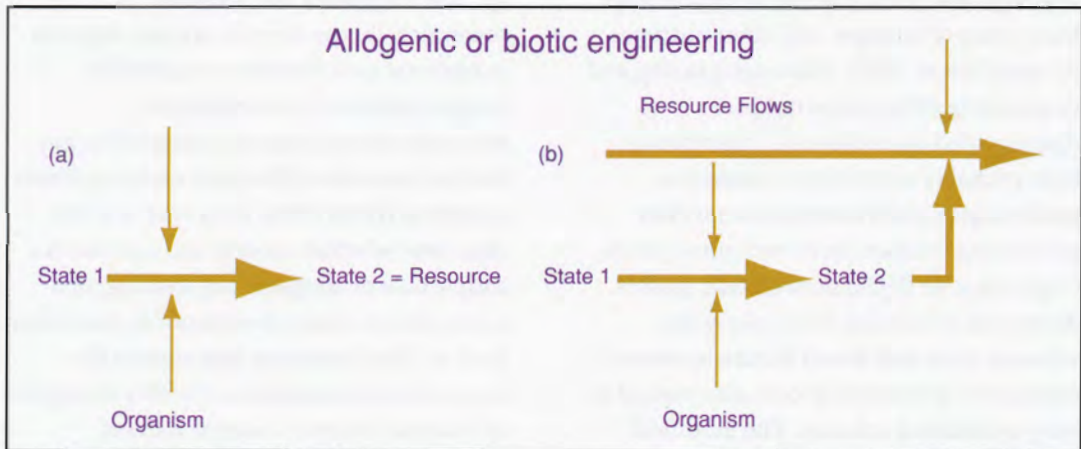 Allogenic or biotic engineering
(a)
State 1
State 2 = Resource
Organism
Resource Flows
(b)
State 1
State 2
Organism